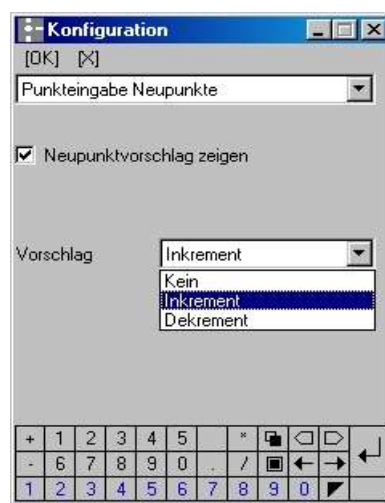 Konfiguration
[OK] [X]
Punkteingabe Neupunkte
Neupunktvorschlag zeigen
Vorschlag Inkrement
Kein
Inkrement
Dekrement
+ 1 2 3 4 5 *
- 6 7 8 9 0 . /
1 2 3 4 5 6 7 8 9 0